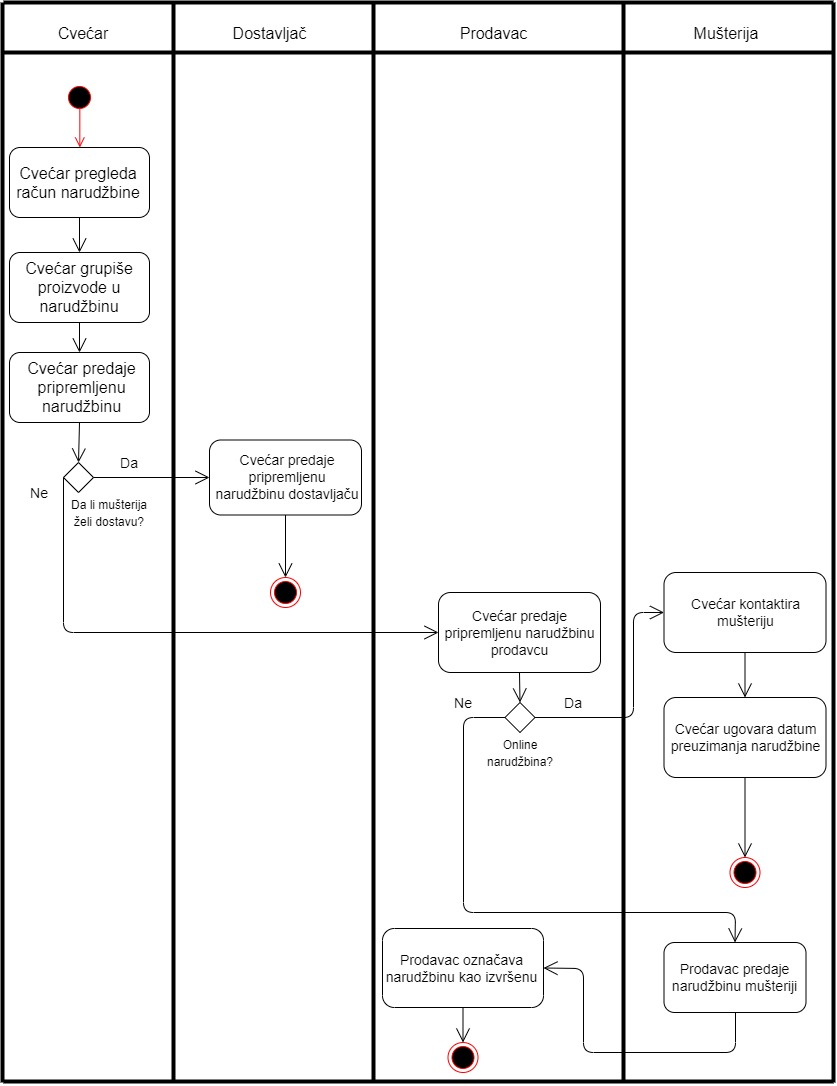 Cvećar
Dostavljač
Prodavac
Mušterija
Cvećar pregleda
račun narudžbine
Cvećar grupiše
proizvode u
narudžbinu
Cvećar predaje
pripremljenu
narudžbinu
Da
Ne
Da li mušterija
želi dostavu?
Cvećar predaje
pripremljenu
narudžbinu dostavljaču
Cvećar predaje
pripremljenu narudžbinu
prodavcu
Ne
Da
Online
narudžbina?
Cvećar kontaktira
mušteriju
Cvećar ugovara datum
preuzimanja narudžbine
Prodavac predaje
narudžbinu mušteriji
Prodavac označava
narudžbinu kao izvršenu